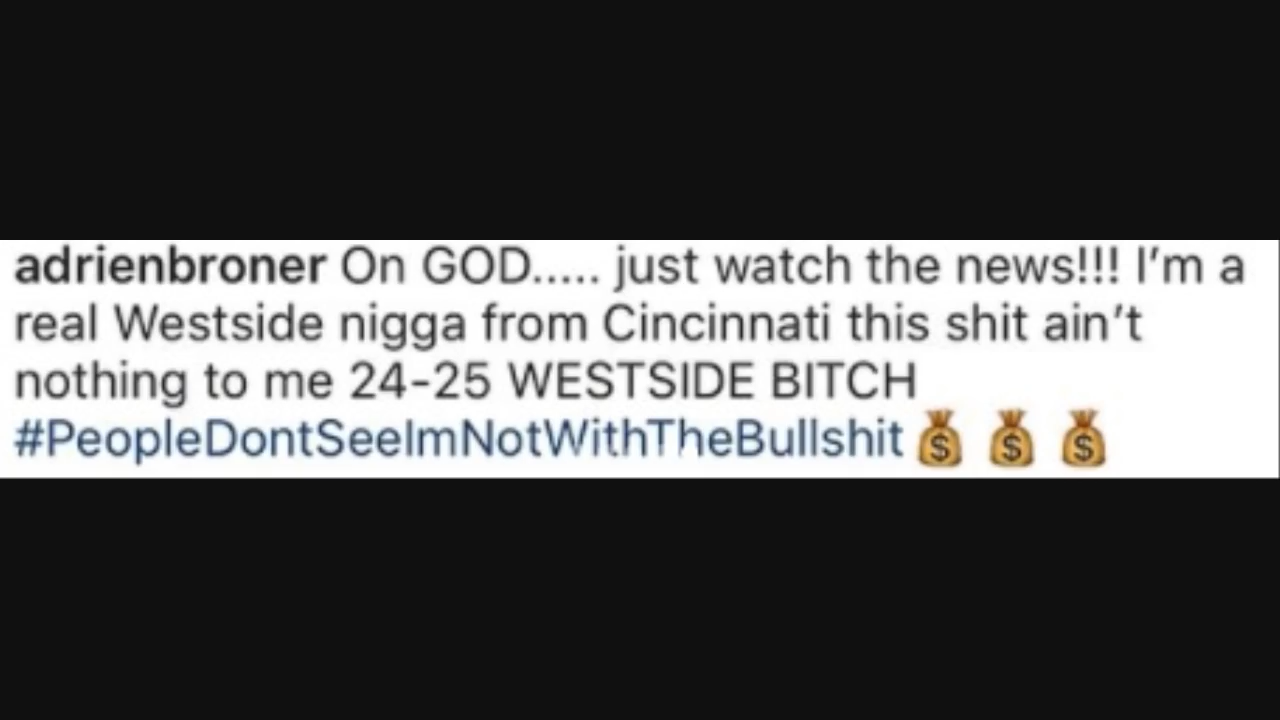 adrienbroner On GOD..... just watch the news!!! I’m a
real Westside nigga from Cincinnati this shit ain’t
nothing to me 24-25 WESTSIDE BITCH
#PeopleDontSeeImNotWithTheBullshit💰💰💰